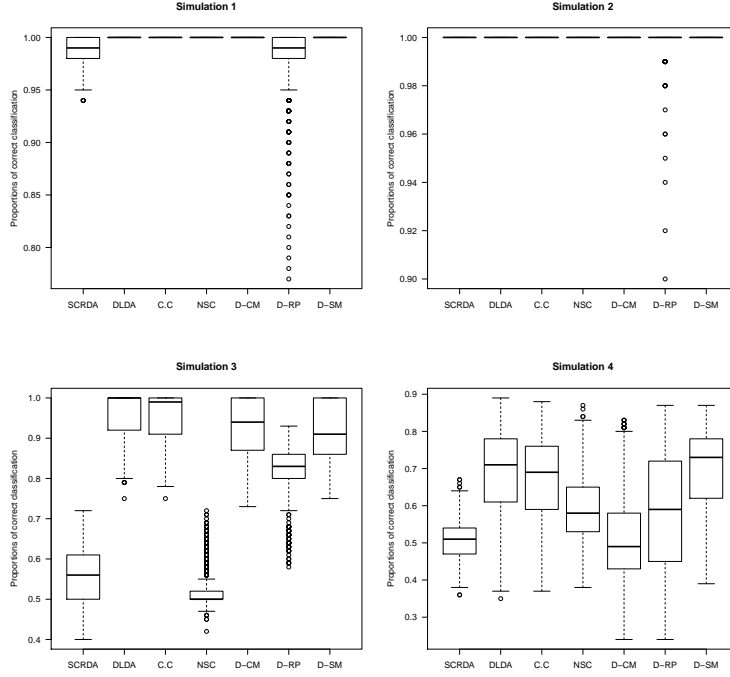 Simulation 1
Proportions of correct classification
1.00
0.95
0.90
0.85
0.80
SCRDA DLDA C.C NSC D−CM D−RP D−SM
Simulation 2
Proportions of correct classification
1.00
0.98
0.96
0.94
0.92
0.90
SCRDA DLDA C.C NSC D−CM D−RP D−SM
Simulation 3
Proportions of correct classification
1.0
0.9
0.8
0.7
0.6
0.5
0.4
SCRDA DLDA C.C NSC D−CM D−RP D−SM
Simulation 4
Proportions of correct classification
0.9
0.8
0.7
0.6
0.5
0.4
0.3
SCRDA DLDA C.C NSC D−CM D−RP D−SM